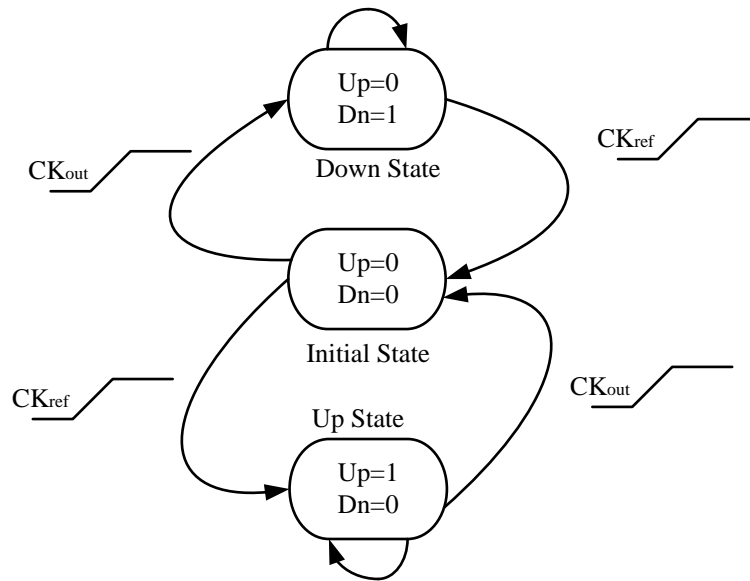 Up=0
Dn=1
Down State
CKout
CKref
Up=0
Dn=0
Initial State
CKref
CKout
Up State
Up=1
Dn=0